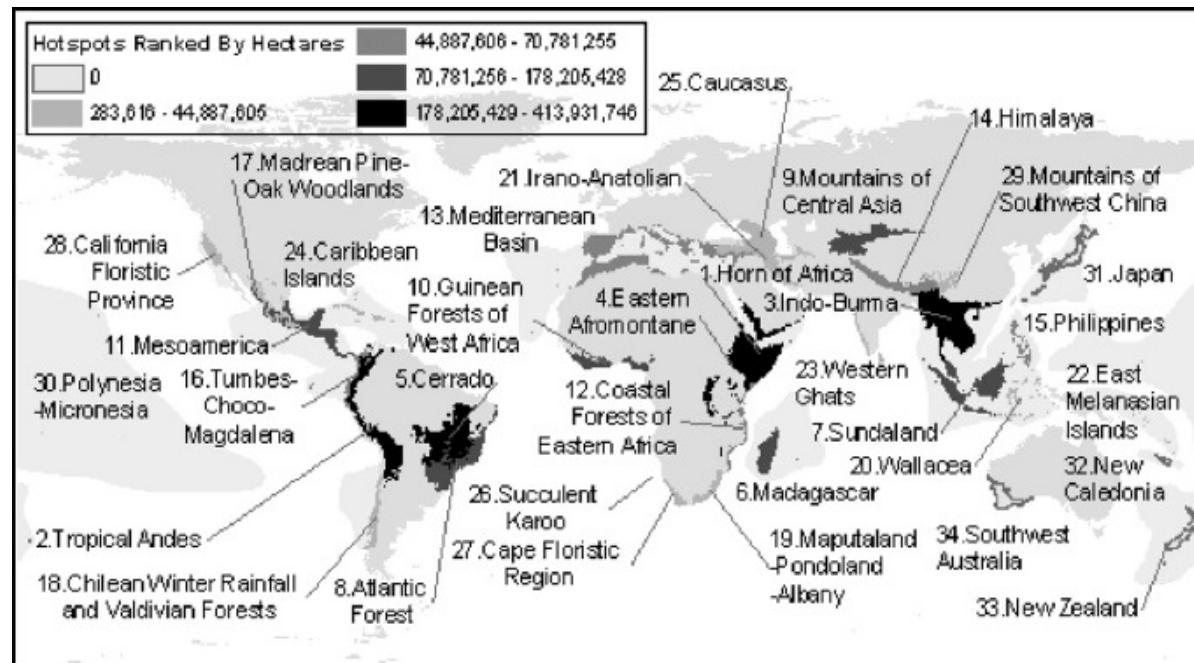 Hotspots Ranked By Hectares
0
283,616 - 44,887,605
44,887,606 - 70,781,255
70,781,256 - 178,205,428
178,205,429 - 413,931,746
25.Caucasus
14.Himalaya
17.Madrean Pine-
Oak Woodlands
21.Irano-Anatolian
9.Mountains of
Central Asia
29.Mountains of
Southwest China
13.Mediterranean
Basin
28.California
Floristic
Province
24.Caribbean
Islands
10.Guinean
Forests of
West Africa
1.Horn of Africa
4.Eastern
Afromontane
3.Indo-Burma
31.Japan
15.Philippines
11.Mesoamerica
30.Polynesia
-Micronesia
16.Tumbes-
Choco-
Magdalena
5.Cerrado
12.Coastal
Forests of
Eastern Africa
23.Western
Ghats
22.East
Melanasian
Islands
7.Sundaland
20.Wallacea
32.New
Caledonia
6.Madagascar
26.Succulent
Karoo
27.Cape Floristic
Region
19.Maputaland
-Pondoland
-Albany
34.Southwest
Australia
2.Tropical Andes
18.Chilean Winter Rainfall
and Valdivian Forests
8.Atlantic
Forest
33.New Zealand